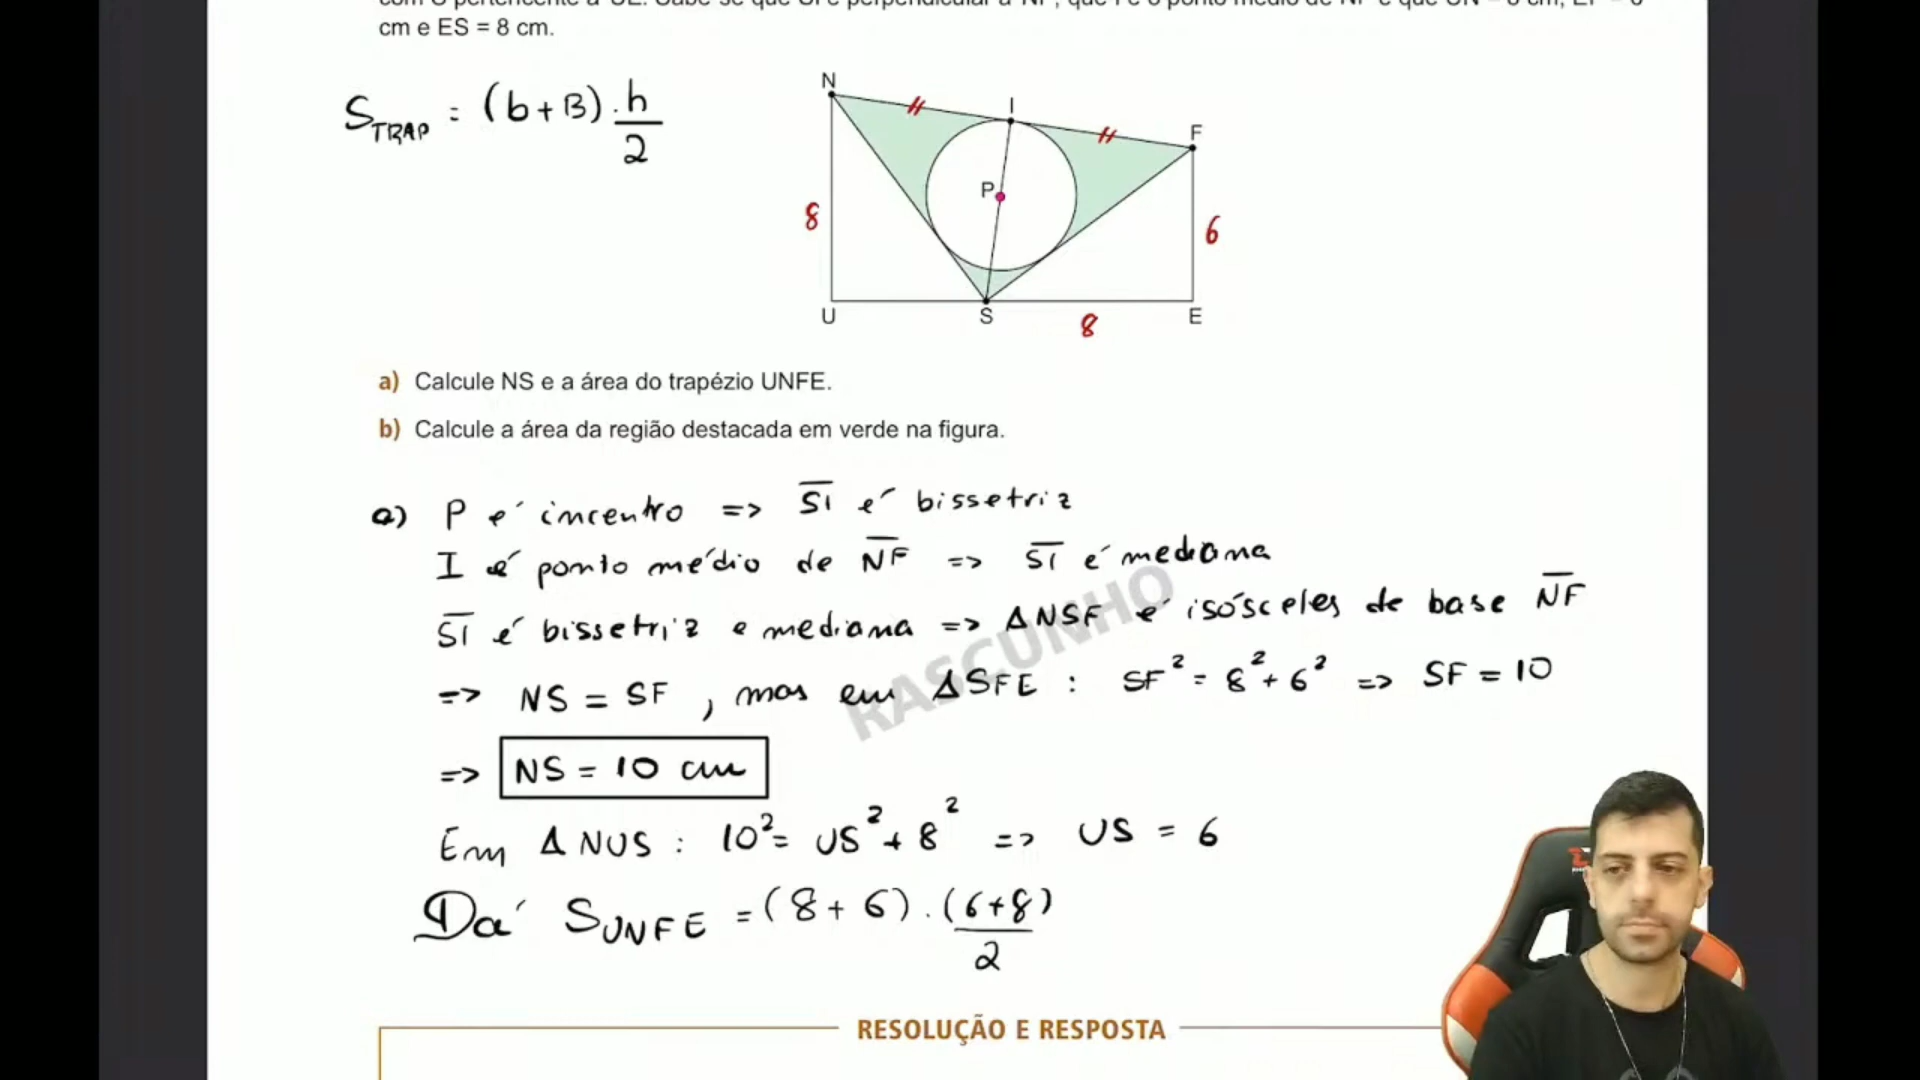 cm e ES = 8 cm.
S TRAP = (b + B) . h/2
N
I
F
P
8
6
U
S
E
8
a) Calcule NS e a área do trapézio UNFE.
b) Calcule a área da região destacada em verde na figura.
a) P é incentro => SI é bissetriz
I é ponto médio de NF => SI é mediana
SI é bissetriz e mediana => ΔNSF é isósceles de base NF
=> NS = SF, mas em ΔSFE : SF² = 8² + 6² => SF = 10
RASCUNHO
=> NS = 10 cm
Em ΔNUS : 10² = US² + 8² => US = 6
Daí S UNFE = (8 + 6) . (6+8)/2
RESOLUÇÃO E RESPOSTA